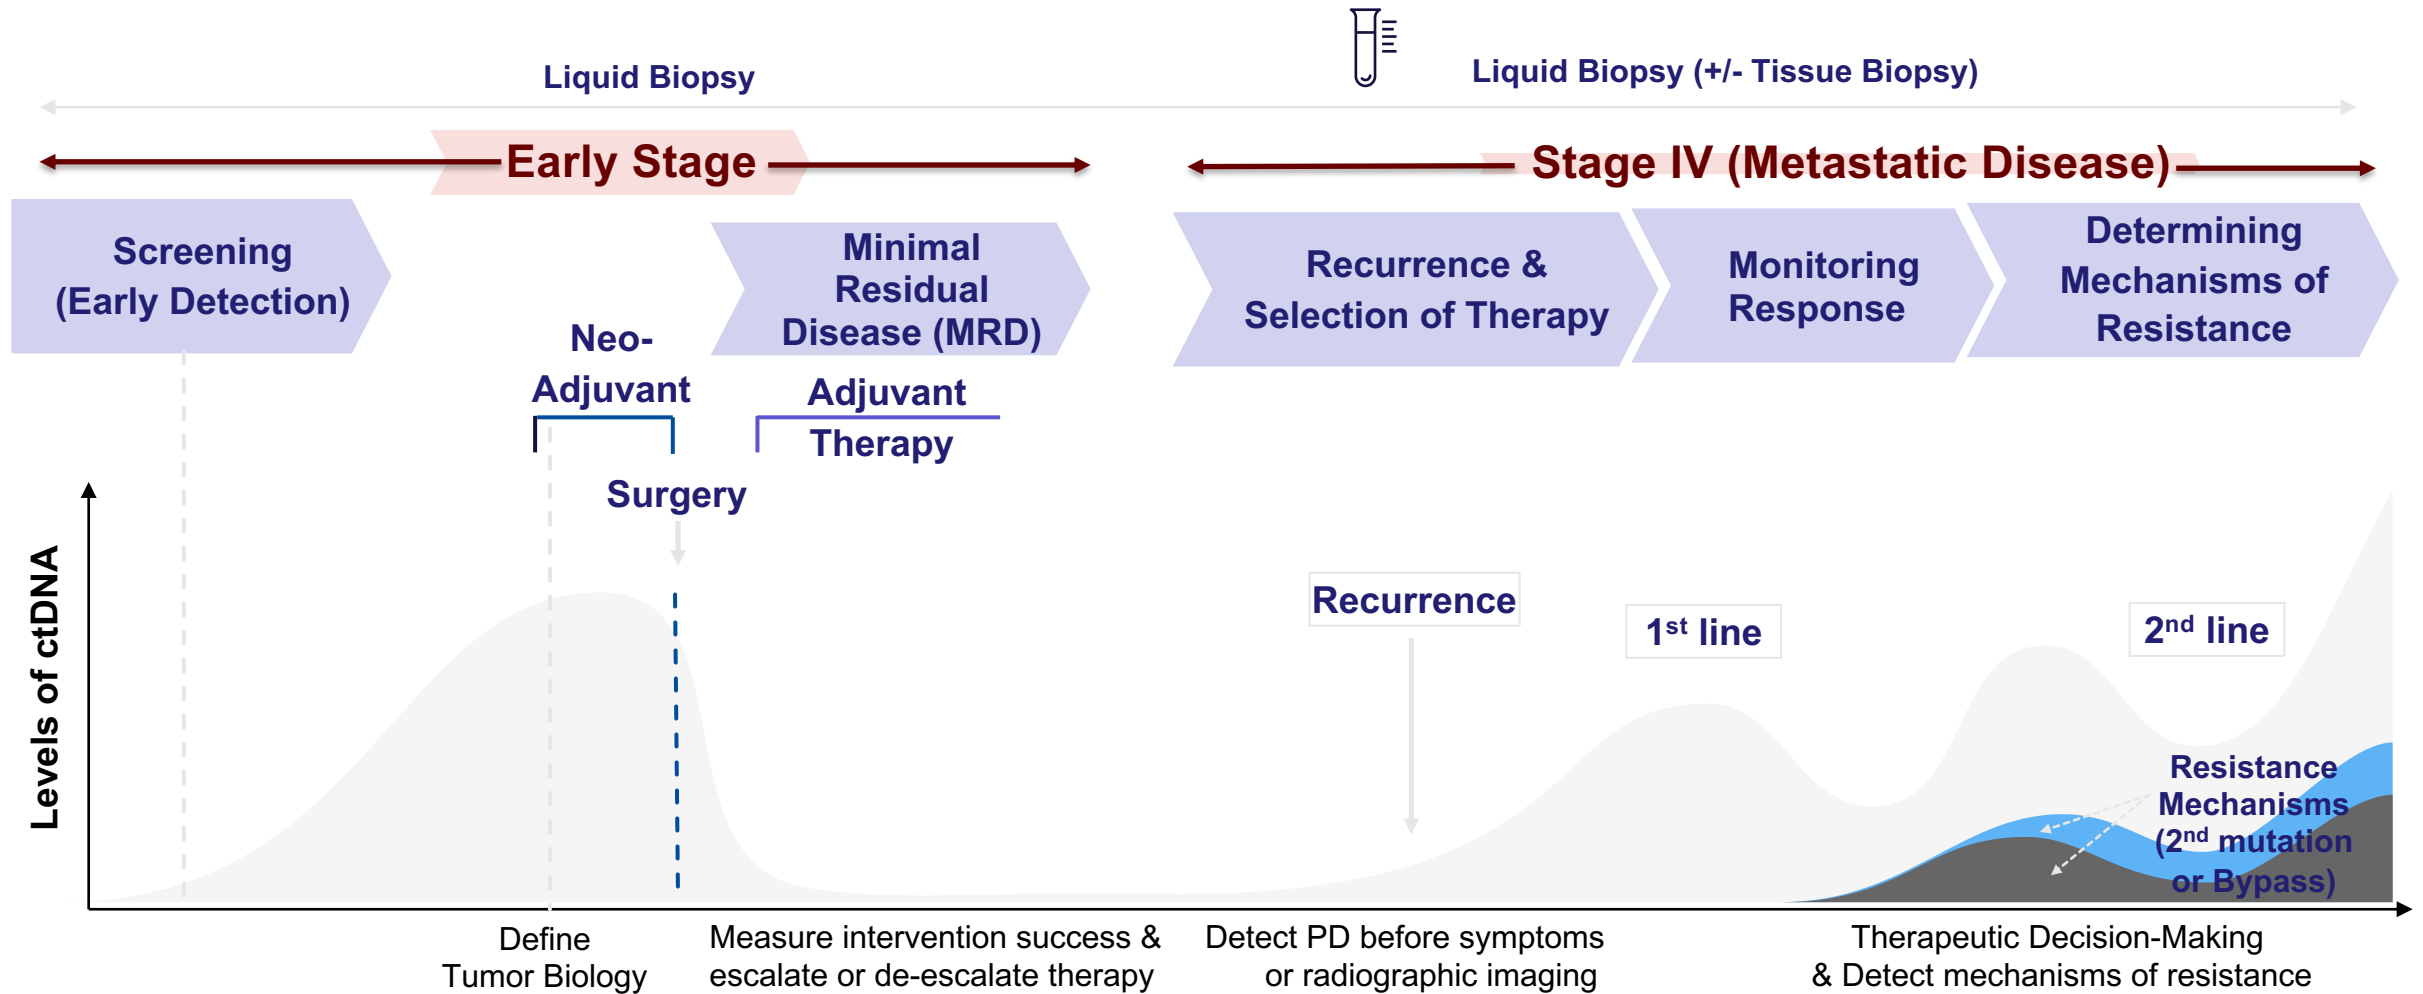 Liquid Biopsy
Liquid Biopsy (+/- Tissue Biopsy)
Early Stage
Stage IV (Metastatic Disease)
Screening
(Early Detection)
Minimal
Residual
Disease (MRD)
Recurrence &
Selection of Therapy
Monitoring
Response
Determining
Mechanisms of
Resistance
Neo-
Adjuvant
Adjuvant
Therapy
Surgery
Levels of ctDNA
Recurrence
1st line
2nd line
Resistance
Mechanisms
(2nd mutation
or Bypass)
Define
Tumor Biology
Measure intervention success &
escalate or de-escalate therapy
Detect PD before symptoms
or radiographic imaging
Therapeutic Decision-Making
& Detect mechanisms of resistance